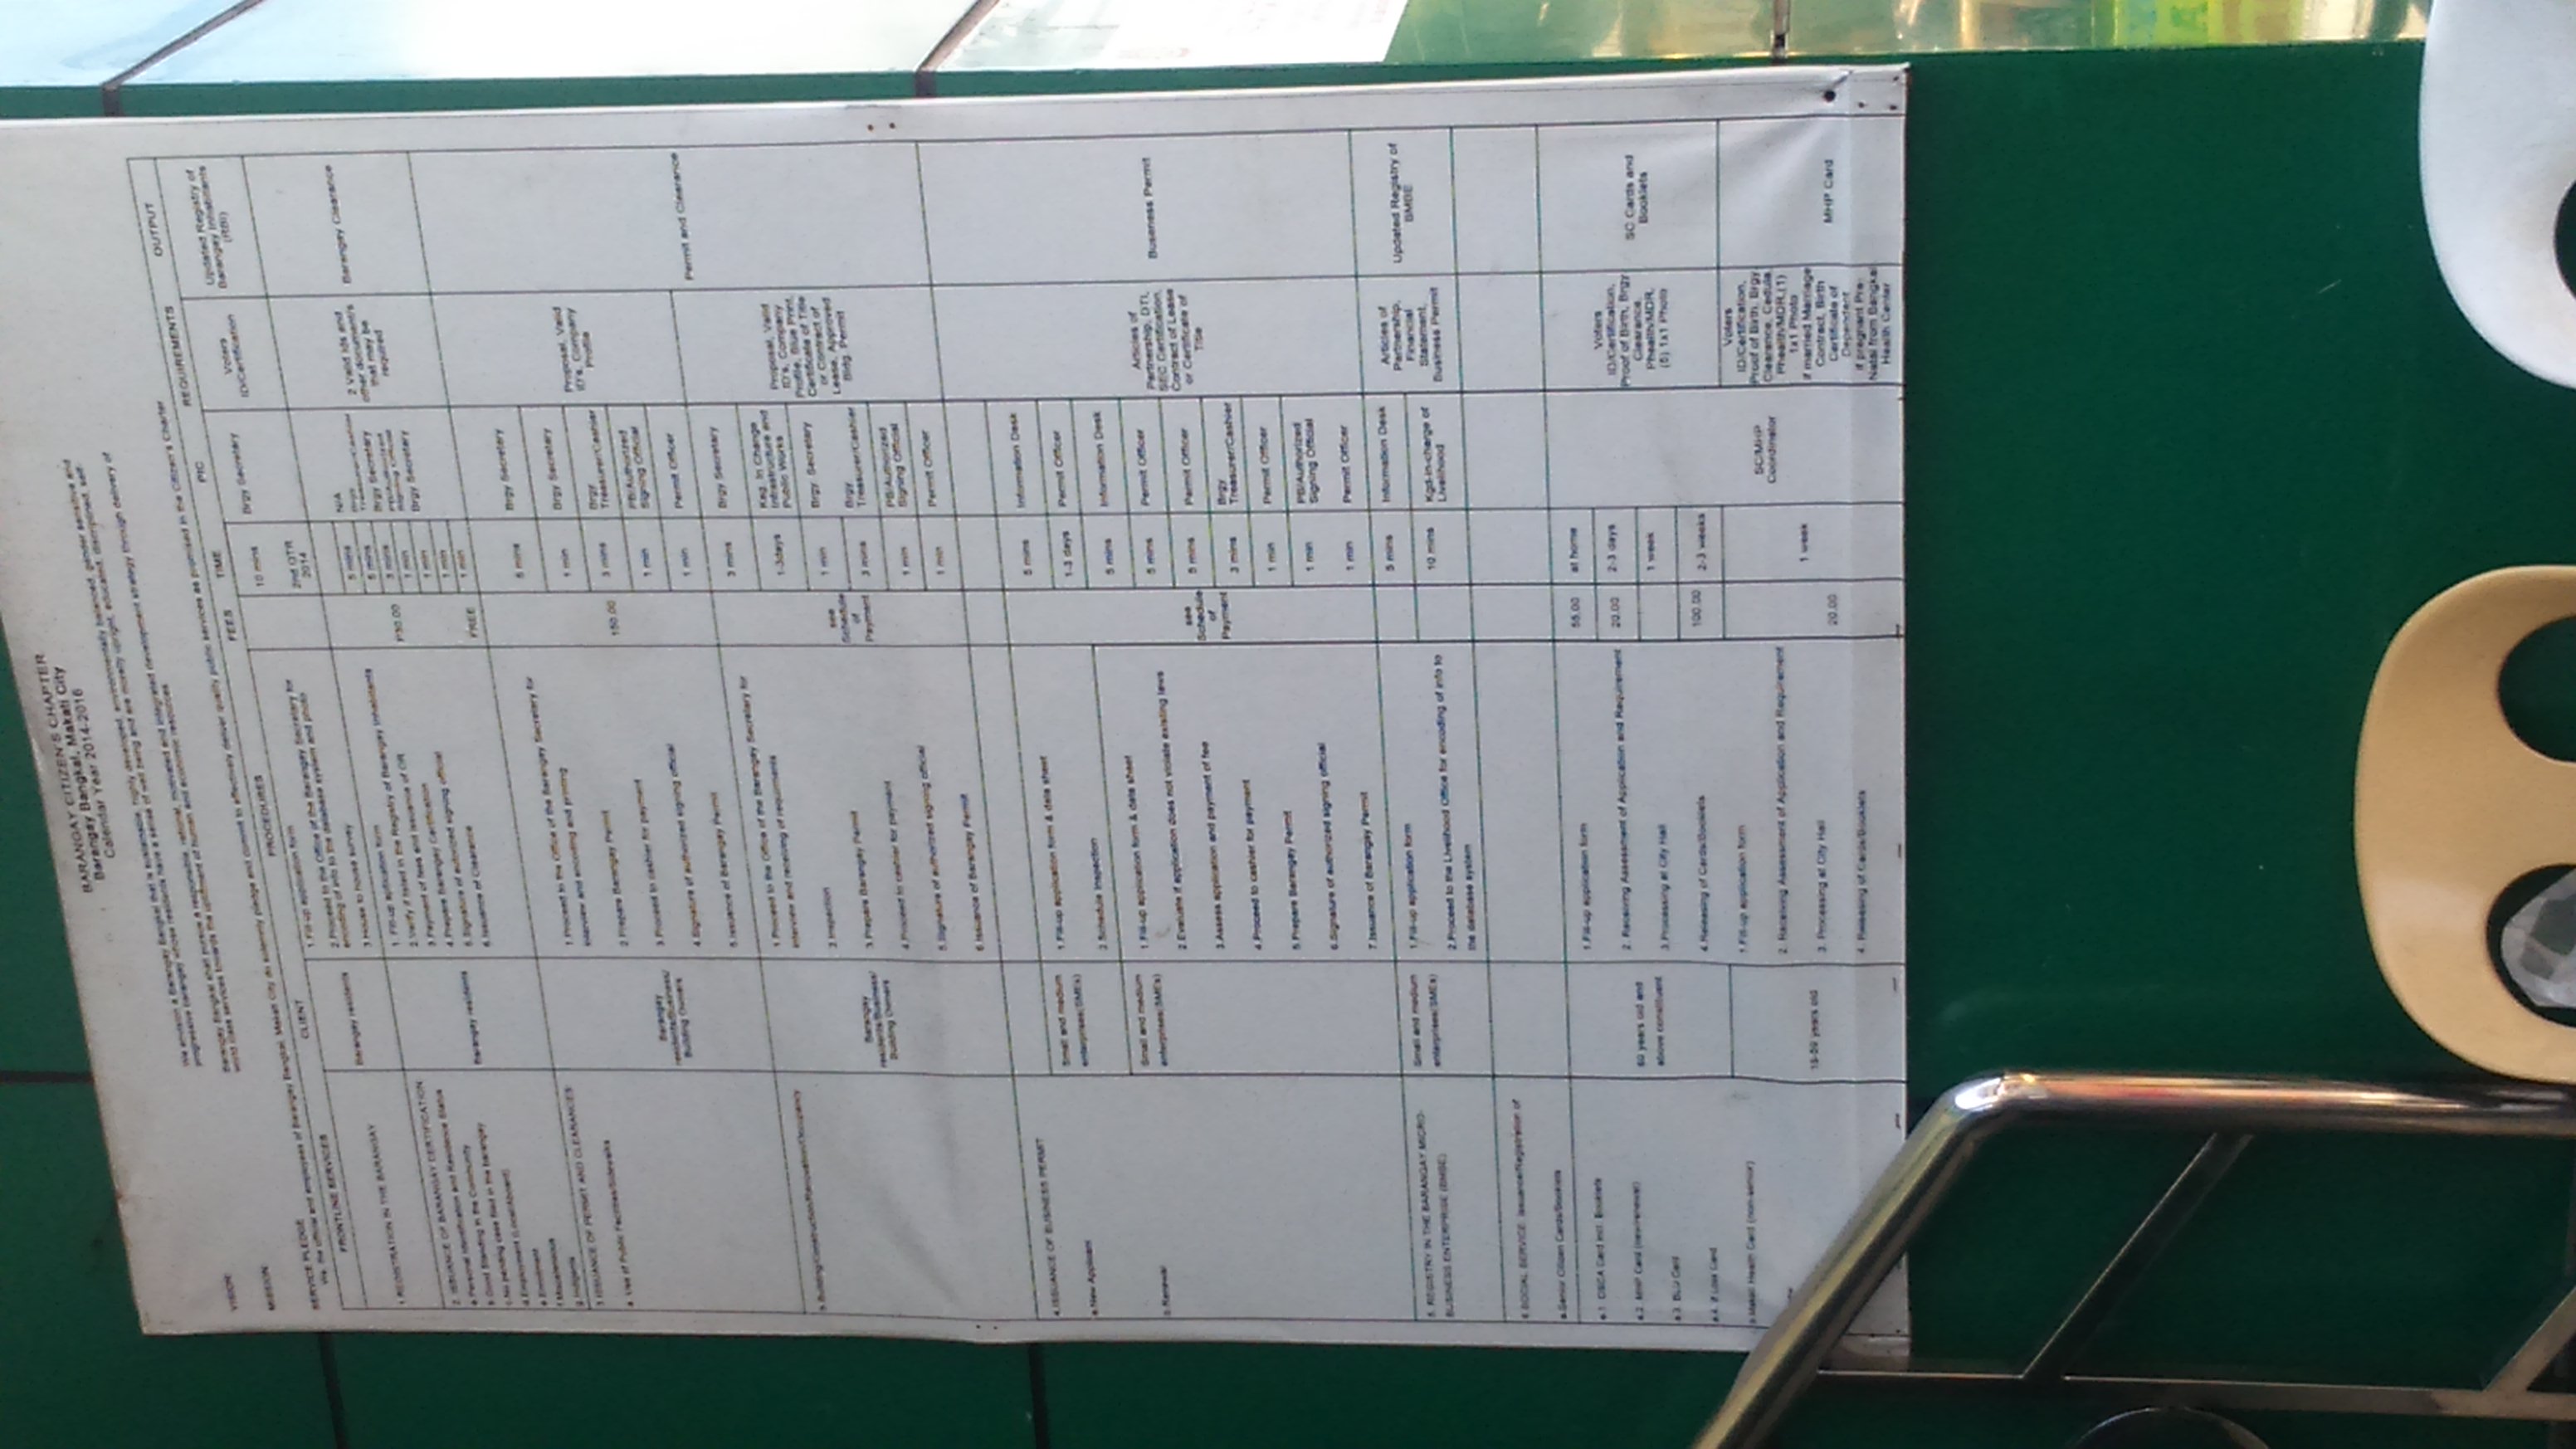 BARANGAY CITIZEN'S CHAPTER
Barangay Bangkal, Makati City
Calendar Year 2014-2016
VISION:
We envision a Barangay Bangkal that is sustainable, highly developed, environmentally balanced, gender sensitive and
progressive barangay whose residents have a sense of well being and are morally upright, educated, disciplined, self-
MISSION:
Barangay Bangkal shall pursue a responsible, rational, motivated and integrated development strategy through delivery of
world class services towards the upliftment of human and economic resources
SERVICE PLEDGE
We, the official and employees of Barangay Bangkal, Makati City do solemnly pledge and commit to effectively deliver quality public services as promised in the Citizen's Charter
FRONTLINE SERVICES CLIENT PROCEDURES FEES TIME PIC REQUIREMENTS OUTPUT
1.REGISTRATION IN THE BARANGAY
Barangay residents
1.Fill-up application form
2.Proceed to the Office of the Barangay Secretary for
encoding of info to the database system and photo
3.House to house survey
10 mins
2nd QTR
2014
Brgy Secretary
Voters
ID/Certification
Updated Registry of
Barangay Inhabitants
(RBI)
2. ISSUANCE OF BARANGAY CERTIFICATION
a.Personal Identification and Residence Status
b.Good Standing in the Community
c.No pending case filed in the barangay
d.Employment (Local/Aboard)
e.Enrollment
f.Miscellaneous
g.Indigents
Barangay residents
1. Fill-up aplication form
2.Verify if listed in the Registry of Barangay Inhabitants
3.Payment of fees and issuance of OR
4.Prepare Barangay Certification
5.Signature of autorized signing official
6.Issuance of Clearance
P30.00
FREE
5 mins
5 mins
3 mins
1 min
1 min
1 min
1 min
N/A
Brgy
Treasurer/Cashier
Brgy Secretary
PB/Authorized
Signing Official
Brgy Secretary
2 Valid Ids and
other document/s
that may be
required
Barangay Clearance
3.ISSUANCE OF PERMIT AND CLEARANCES
a. Use of Public Facilities/Sidewalks
Barangay
residents/Business/
Building Owners
1.Proceed to the Office of the Barangay Secretary for
interview and encoding and printing
2.Prepare Barangay Permit
3.Proceed to cashier for payment
4.Signature of authorized signing official
5.Issuance of Barangay Permit
150.00
5 mins
1 min
3 mins
1 min
1 min
Brgy Secretary
Brgy Secretary
Brgy
Treasurer/Cashier
PB/Authorized
Signing Official
Permit Officer
Proposal, Valid
ID's, Company
Profile
Permit and Clearance
b.Building/Construction/Renovation/Occupancy
Barangay
residents/Business/
Building Owners
1.Proceed to the Office of the Barangay Secretary for
interview and receiving of requirments
2.Inspection
3.Prepare Barangay Permit
4.Proceed to cashier for payment
5.Signature of authorized signing official
6.Issuance of Barangay Permit
see
Schedule
of
Payment
3 mins
1-3days
1 min
3 mins
1 min
1 min
Brgy Secretary
Kag. In Change
Infrastructure and
Public Works
Brgy. Secretary
Brgy
Treasurer/Cashier
PB/Authorized
Signing Official
Permit Officer
Proposal, Valid
ID's, Company
Profile, Blue Print,
Certificate of Title
or Contract of
Lease, Approved
Bldg. Permit
4.ISSUANCE OF BUSINESS PERMIT
a.New Applicant
Small and medium
enterprises(SMEs)
1.Fill-up application form & data sheet
2.Schedule Inspection
5 mins
1-3 days
Information Desk
Permit Officer
b.Renewal
Small and medium
enterprises(SMEs)
1.Fill-up application form & data sheet
2.Evaluate if application does not violate existing laws
3.Assess application and payment of fee
4.Proceed to cashier for payment
5.Prepare Barangay Permit
6.Signature of authorized signing official
7.Issuance of Barangay Permit
see
Schedule
of
Payment
5 mins
5 mins
5 mins
3 mins
1 min
1 min
1 min
Information Desk
Permit Officer
Permit Officer
Brgy
Treasurer/Cashier
Permit Officer
PB/Authorized
Signing Official
Permit Officer
Articles of
Partnership, DTI,
SEC Certification,
Contract of Lease
or Certificate of
Title
Buseness Permit
5. REGISTRY IN THE BARANGAY MICRO-
BUSINESS ENTERPRISE (BMBE)
Small and medium
enterprises(SMEs)
1.Fill-up application form
2.Proceed to the Livelihood Office for encoding of info to
the database system
5 mins
10 mins
Information Desk
Kgd-in-charge of
Livelihood
Articles of
Partnership,
Financial
Statement,
Business Permit
Updated Registry of
BMBE
6.SOCIAL SERVICE: Issuance/Registration of
a.Senior Citizen Cards/Booklets
a.1. OSCA Card incl. Booklets
a.2. MHP Card (new/renewal)
a.3. BLU Card
a.4. If Loss Card
60 years old and
above constituent
1.Fill-up application form
2. Receiving Assessment of Application and Requirement
3.Processing at City Hall
4.Releasing of Cards/Booklets
55.00
20.00
100.00
at home
2-3 days
1 week
2-3 weeks
SC/MHP
Coordinator
Voters
ID/Certification,
Proof of Birth, Brgy
Clearance,
Phealth/MDR,
(5) 1x1 Photo
SC Cards and
Booklets
b.Makati Health Card (non-senior)
18-59 years old
1.Fill-up application form
2. Receiving Assessment of Application and Requirement
3. Processing at City Hall
4. Releasing of Cards/Booklets
20.00
1 week
Voters
ID/Certification,
Proof of Birth, Brgy
Clearance, Cedula,
Phealth/MDR,(1)
1x1 Photo
if married Marriage
Contract, Birth
Certificate of
Dependent
if pregnant Pre-
Natal from Bangkal
Health Center
MHP Card